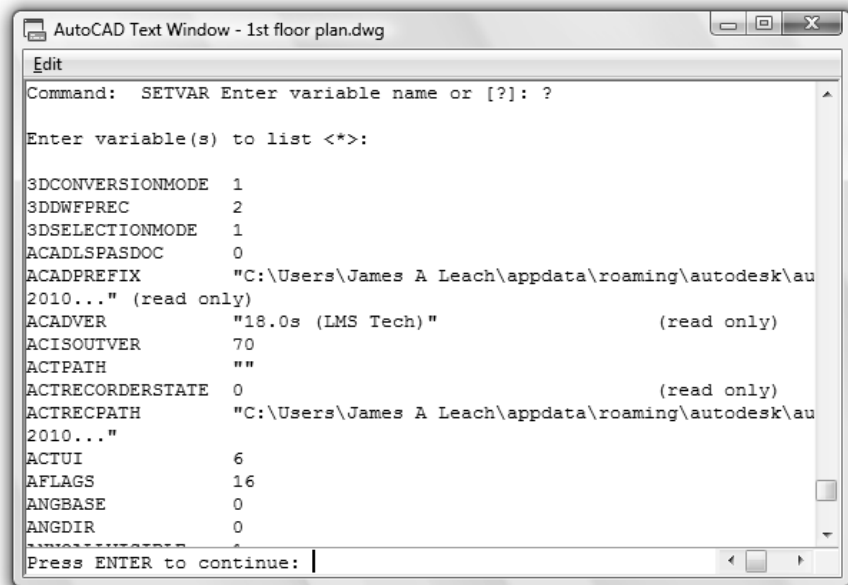 AutoCAD Text Window - 1st floor plan.dwg
Edit
Command:  SETVAR Enter variable name or [?]: ?
Enter variable(s) to list <*>:
3DCONVERSIONMODE  1
3DDWFPREC         2
3DSELECTIONMODE   1
ACADLSPASDOC      0
ACADPREFIX        "C:\Users\James A Leach\appdata\roaming\autodesk\au
2010..." (read only)
ACADVER           "18.0s (LMS Tech)"                  (read only)
ACISOUTVER        70
ACTPATH           ""
ACTRECORDERSTATE  0                                   (read only)
ACTRECPATH        "C:\Users\James A Leach\appdata\roaming\autodesk\au
2010..."
ACTUI             6
AFLAGS            16
ANGBASE           0
ANGDIR            0
Press ENTER to continue: